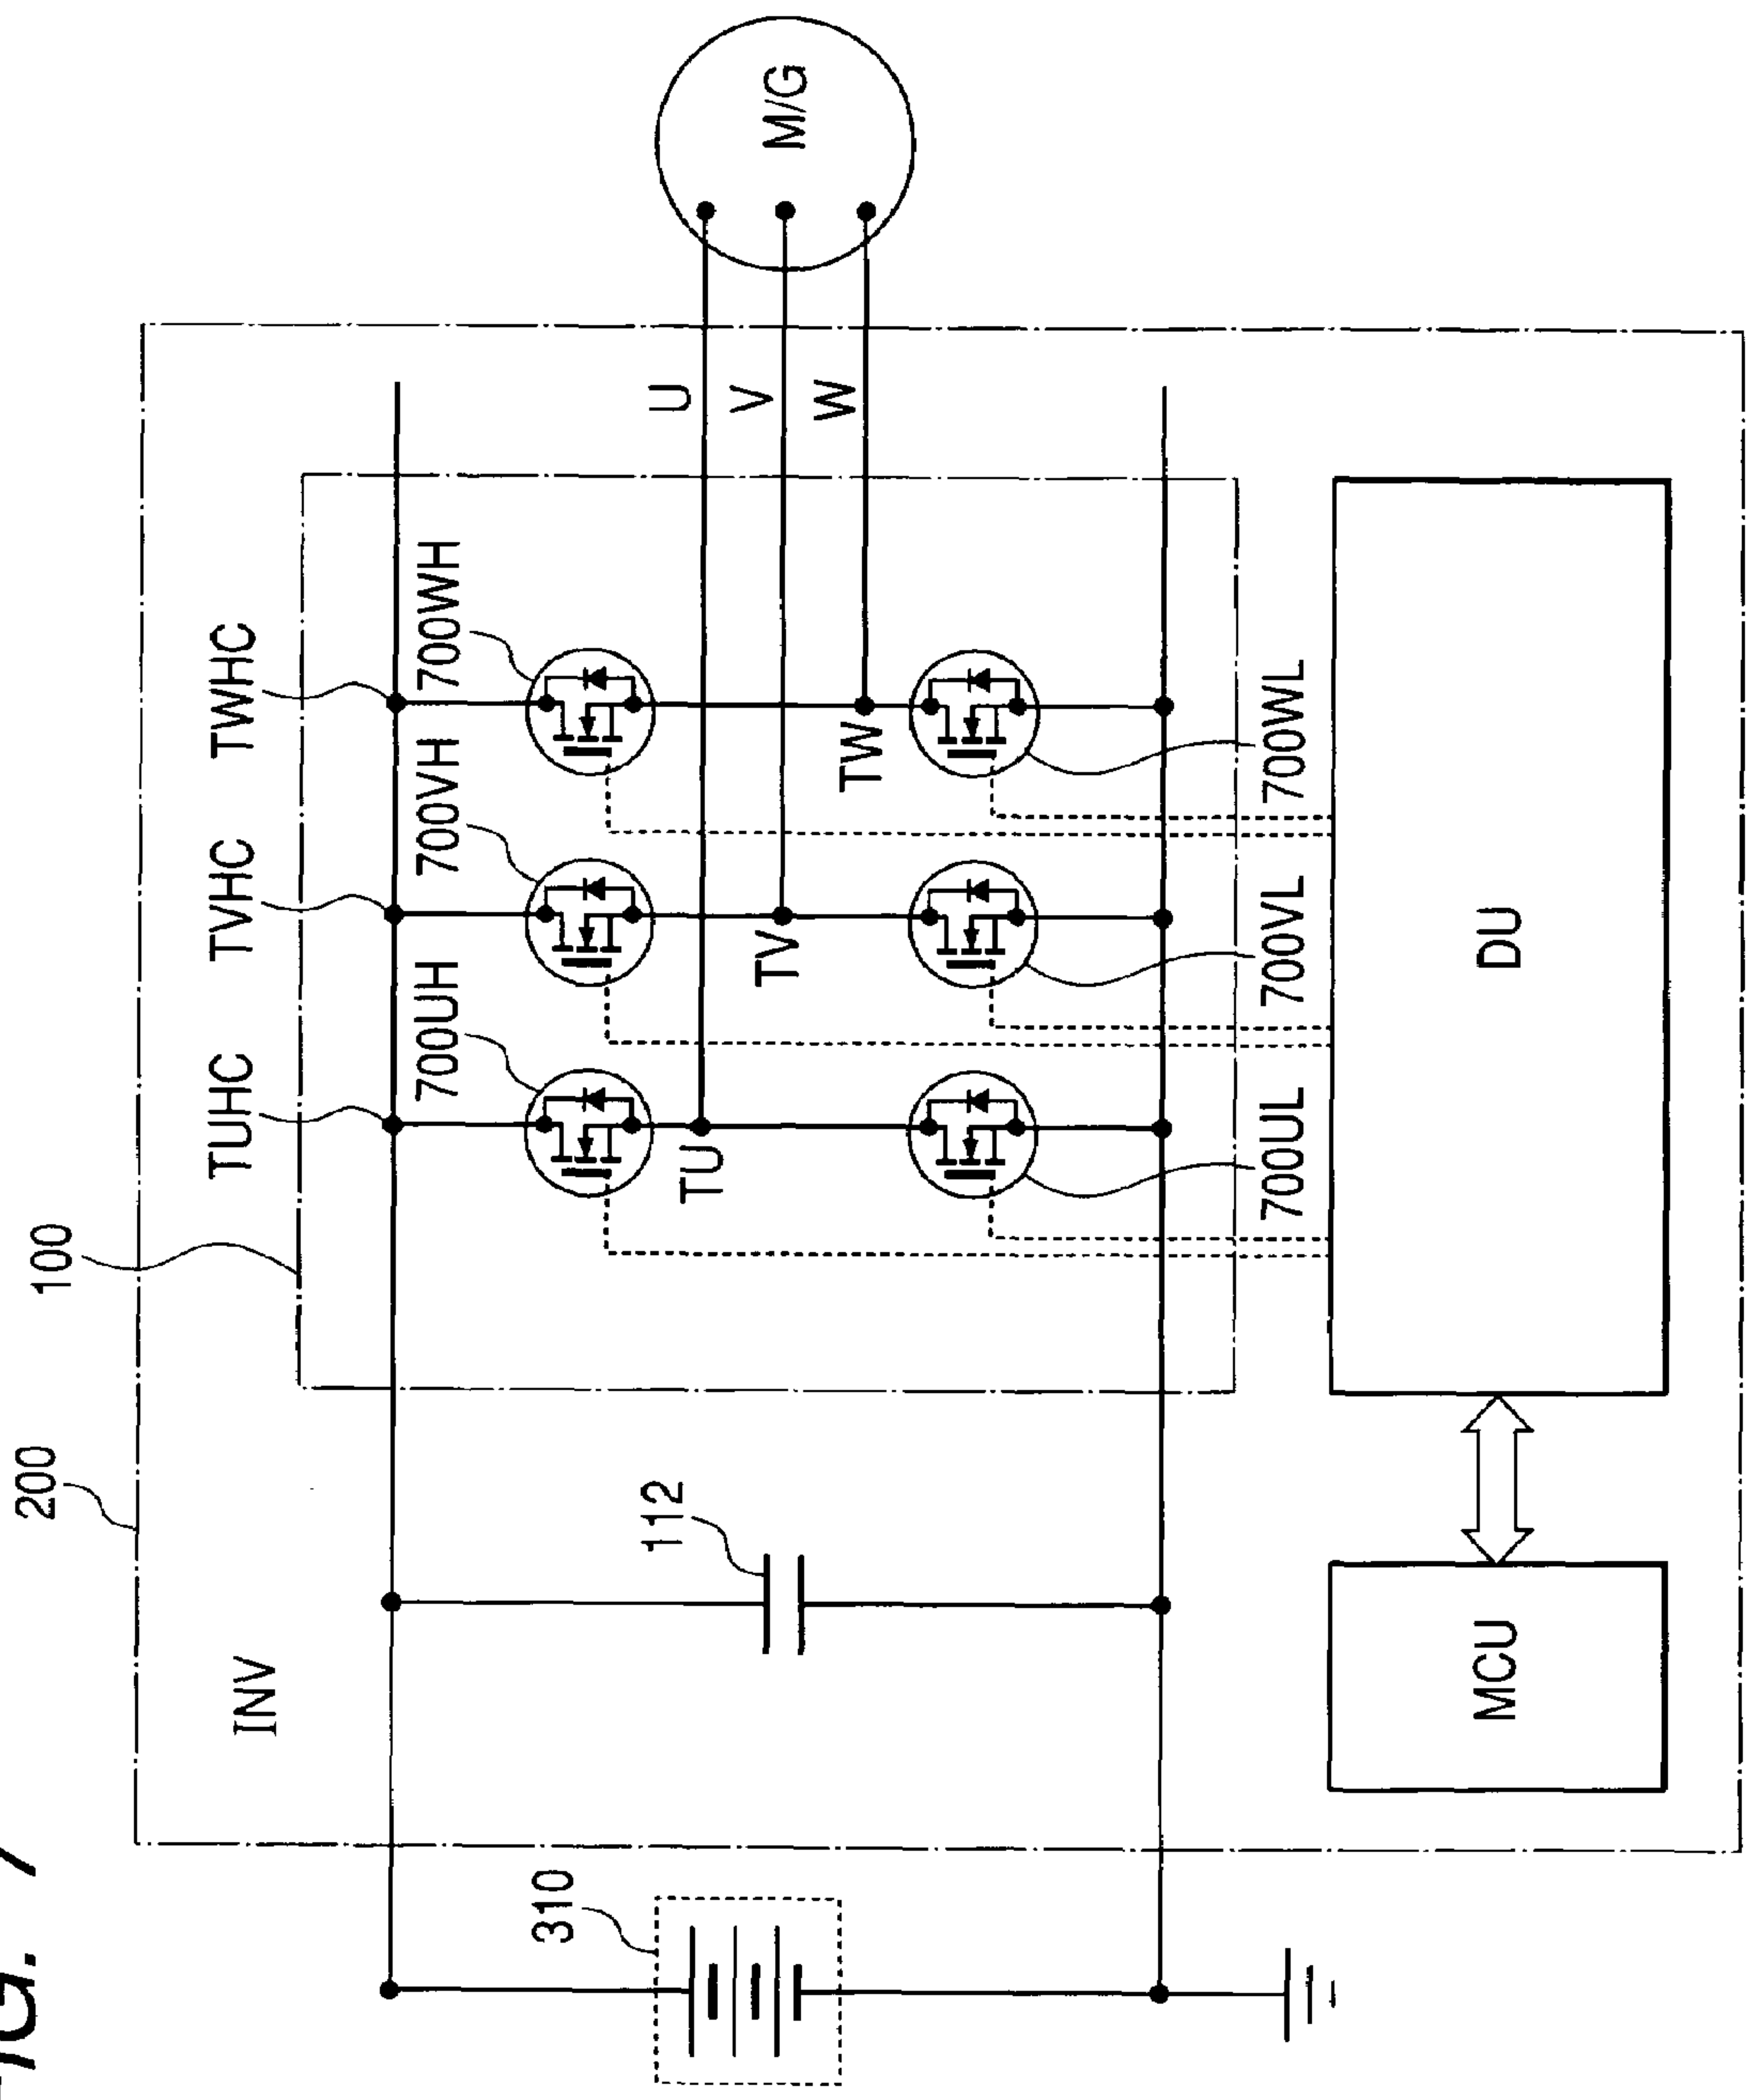 FIG. 7
200
100
INV
TUHC
TVHC
TWHC
700UH
700VH
700WH
310
112
U
V
W
M/G
TU
TV
TW
700UL
700VL
700WL
MCU
DU